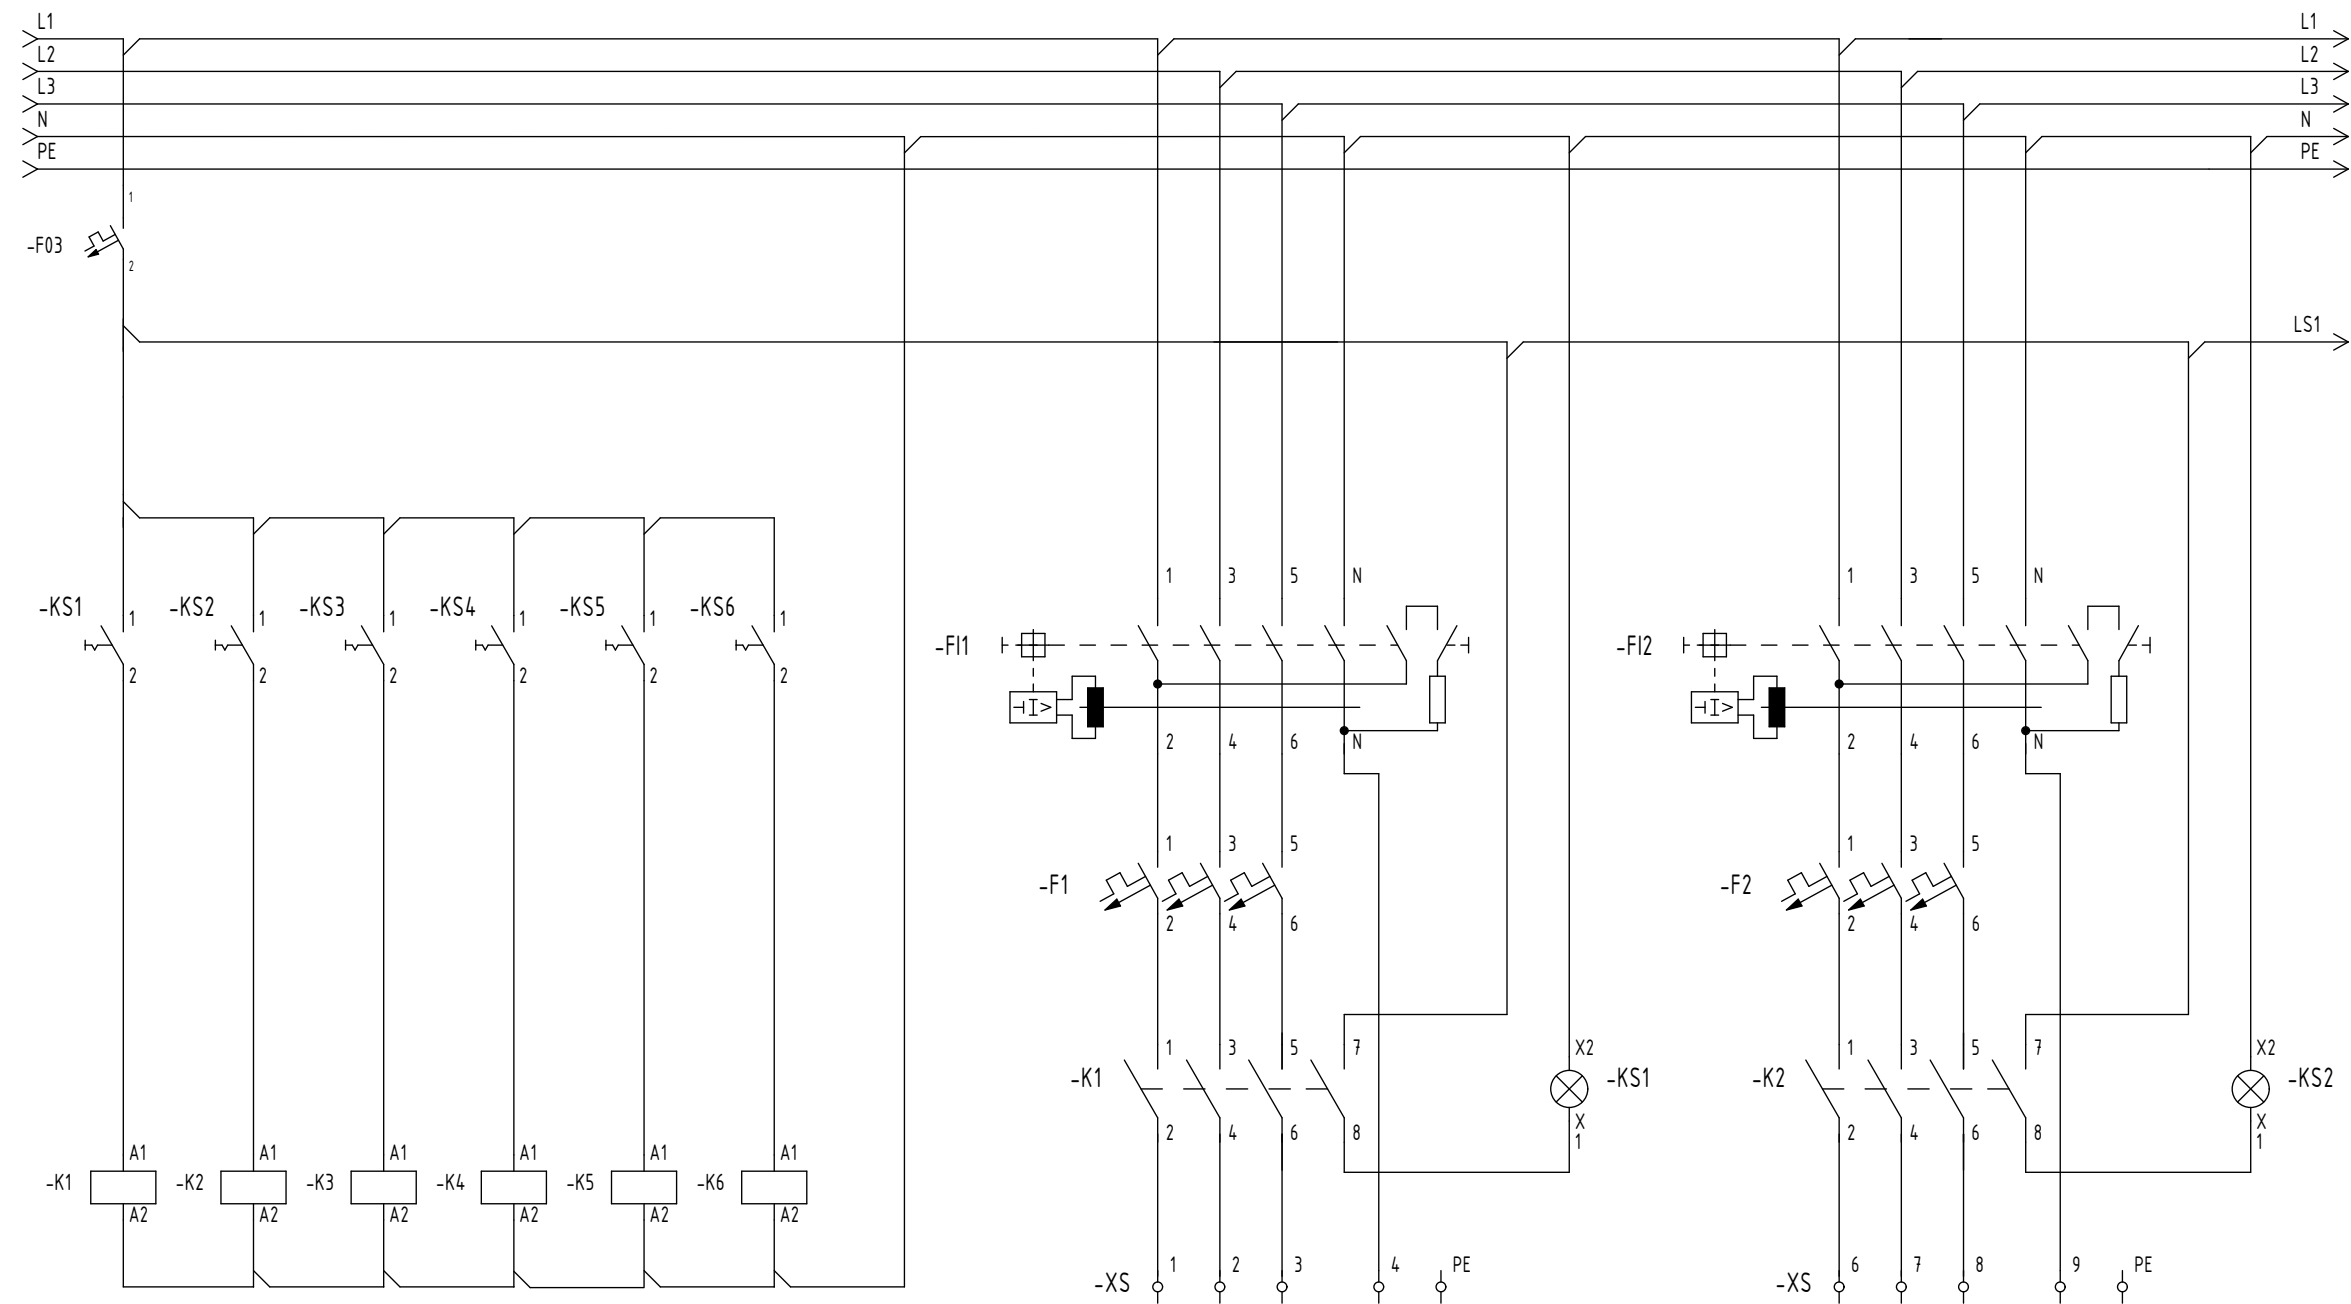 L1 L1
L2 L2
L3 L3
N N
PE PE
1
-F03
2
LS1
1 3 5 N 1 3 5 N
-KS1 -KS2 -KS3 -KS4 -KS5 -KS6
1 1 1 1 1 1
-FI1 -FI2
2 2 2 2 2 2
I> I>
2 4 6 N 2 4 6 N
1 3 5 1 3 5
-F1 -F2
2 4 6 2 4 6
1 3 5 7 X2 1 3 5 7 X2
-K1 -KS1 -K2 -KS2
2 4 6 8 X 2 4 6 8 X
1 1
A1 A1 A1 A1 A1 A1
-K1 -K2 -K3 -K4 -K5 -K6
A2 A2 A2 A2 A2 A2
1 2 3 4 PE 6 7 8 9 PE
-XS -XS